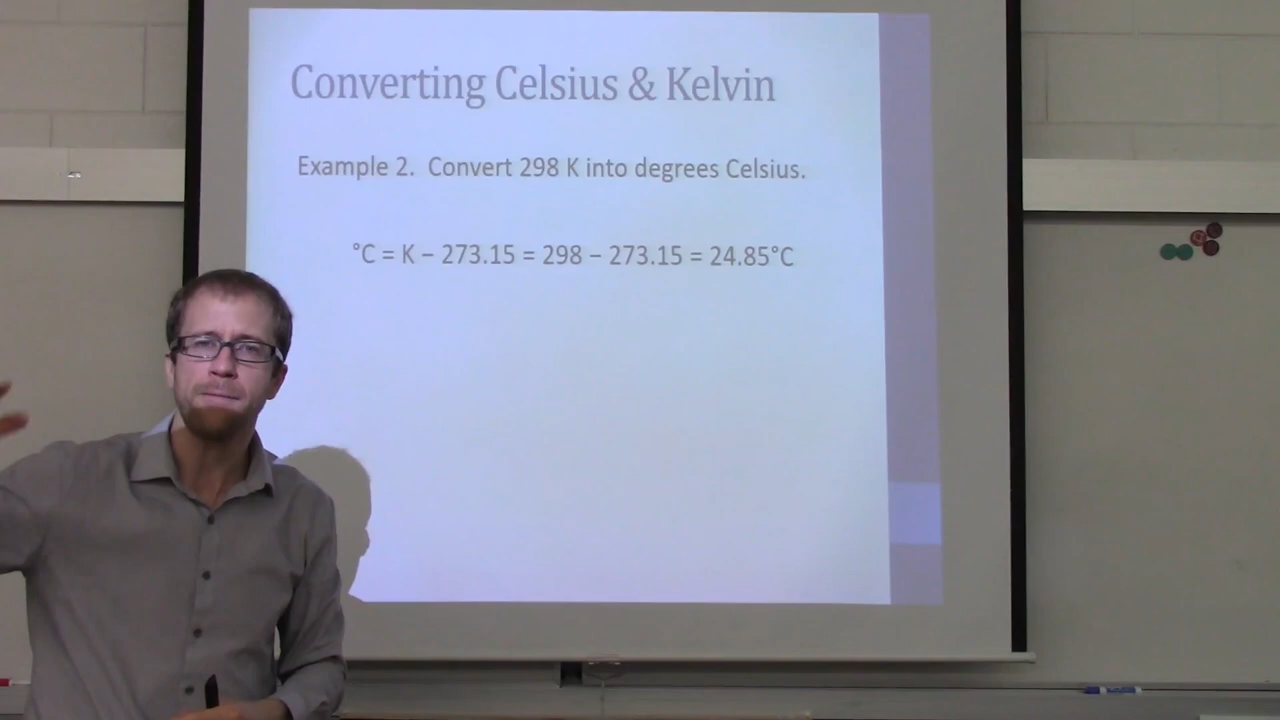 Converting Celsius & Kelvin
Example 2. Convert 298 K into degrees Celsius.
°C = K – 273.15 = 298 – 273.15 = 24.85°C